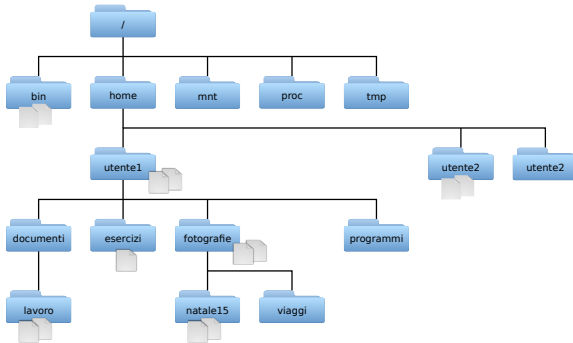 /
bin
home
mnt
proc
tmp
utente1
utente2
utente2
documenti
esercizi
fotografie
programmi
lavoro
natale15
viaggi